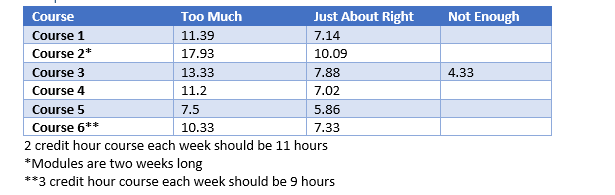 Course Too Much Just About Right Not Enough
Course 1 11.39 7.14
Course 2* 17.93 10.09
Course 3 13.33 7.88 4.33
Course 4 11.2 7.02
Course 5 7.5 5.86
Course 6** 10.33 7.33
2 credit hour course each week should be 11 hours
*Modules are two weeks long
**3 credit hour course each week should be 9 hours